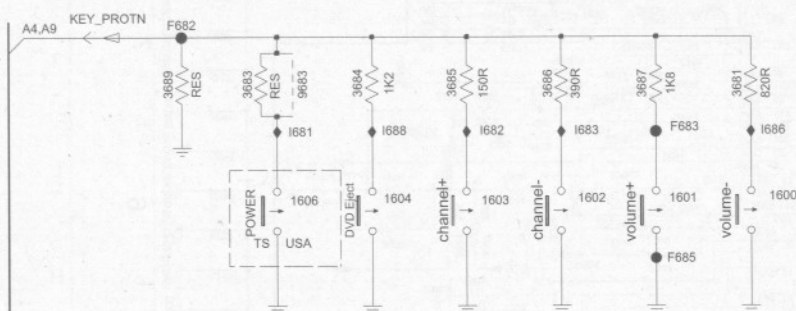 KEY_PROTN
A4,A9
F682
3689
RES
3683
RES
9683
3684
1K2
3685
150R
3686
390R
3687
1K8
3681
820R
I681
I688
I682
I683
F683
I686
POWER
1606
TS USA
DVD Eject
1604
channel+
1603
channel-
1602
volume+
1601
volume-
1600
F685